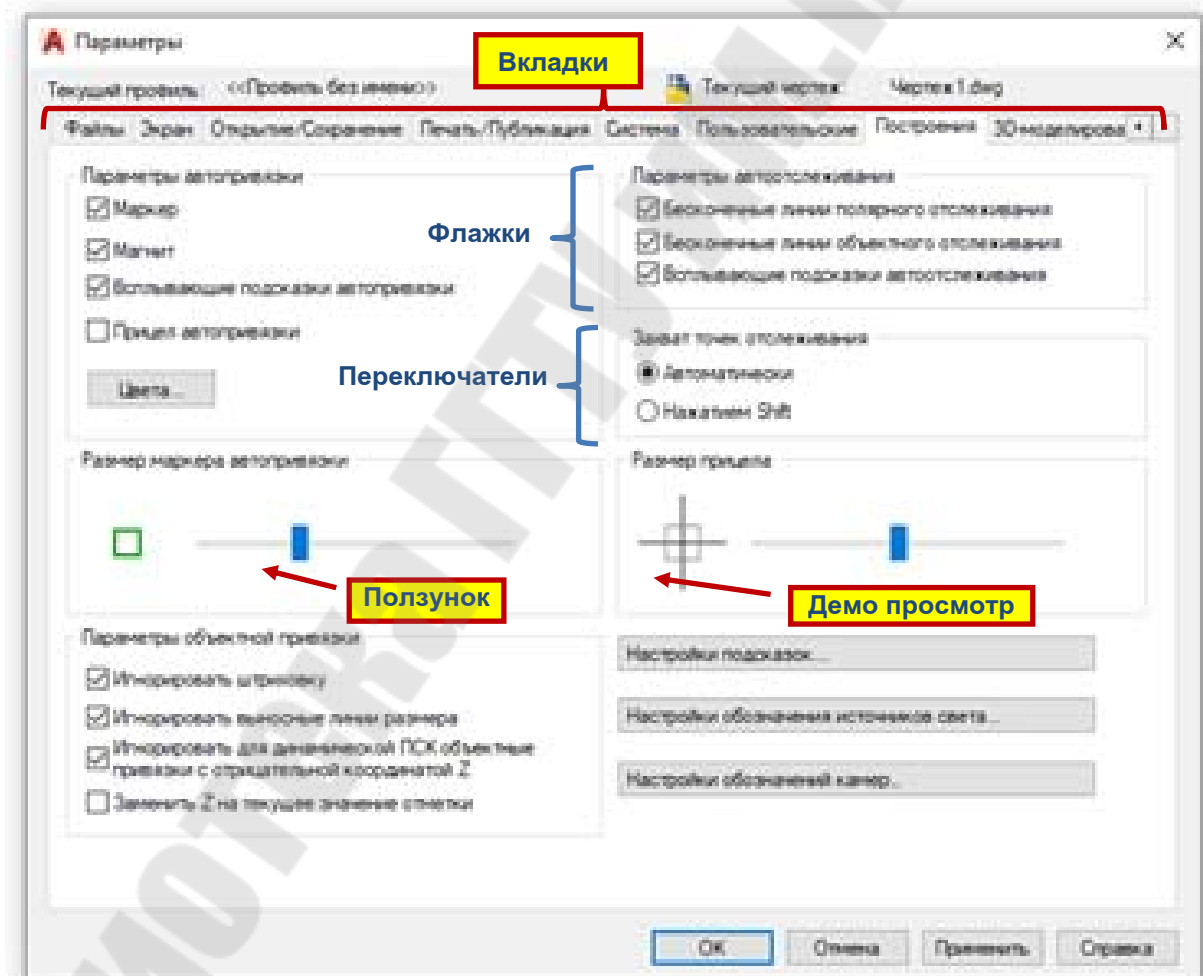 Параметры
Вкладки
Текущий профиль: <<Профиль без имени>> Текущий чертеж: Чертеж1.dwg
Файлы Экран Открытие/Сохранение Печать/Публикация Система Пользовательские Построения 3D-моделирова
Параметры автопривязки
Маркер
Магнит
Всплывающие подсказки автопривязки
Прицел автопривязки
Цвета...
Флажки
Переключатели
Параметры автоотслеживания
Бесконечные линии полярного отслеживания
Бесконечные линии объектного отслеживания
Всплывающие подсказки автоотслеживания
Захват точек отслеживания
Автоматически
Нажатием Shift
Размер маркера автопривязки
Ползунок
Размер прицела
Демо просмотр
Параметры объектной привязки
Игнорировать штриховку
Игнорировать выносные линии размера
Игнорировать для динамической ПСК объектные
привязки с отрицательной координатой Z
Заменить Z на текущее значение отметки
Настройки подсказок...
Настройки обозначения источников света...
Настройки обозначений камер...
OK Отмена Применить Справка